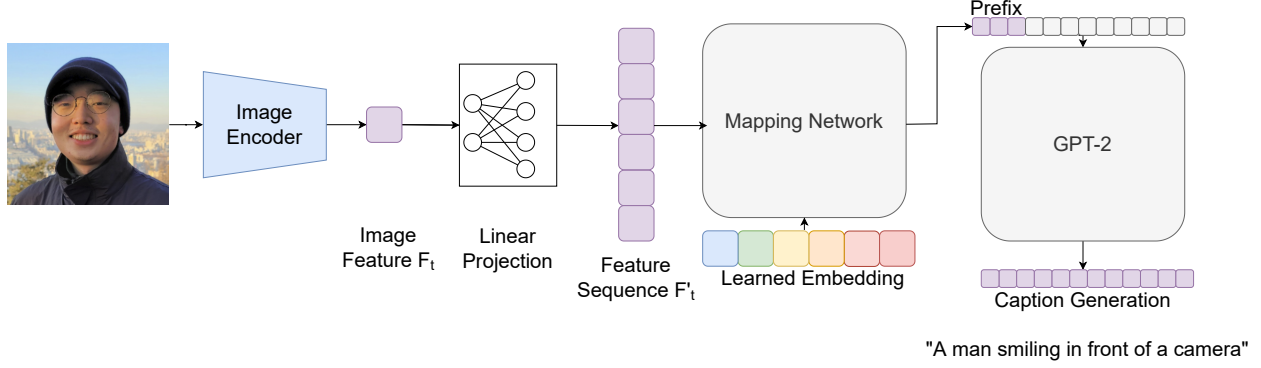 Prefix
Image
Encoder
Mapping Network
GPT-2
Image
Feature Fₜ
Linear
Projection
Feature
Sequence F'ₜ
Learned Embedding
Caption Generation
"A man smiling in front of a camera"